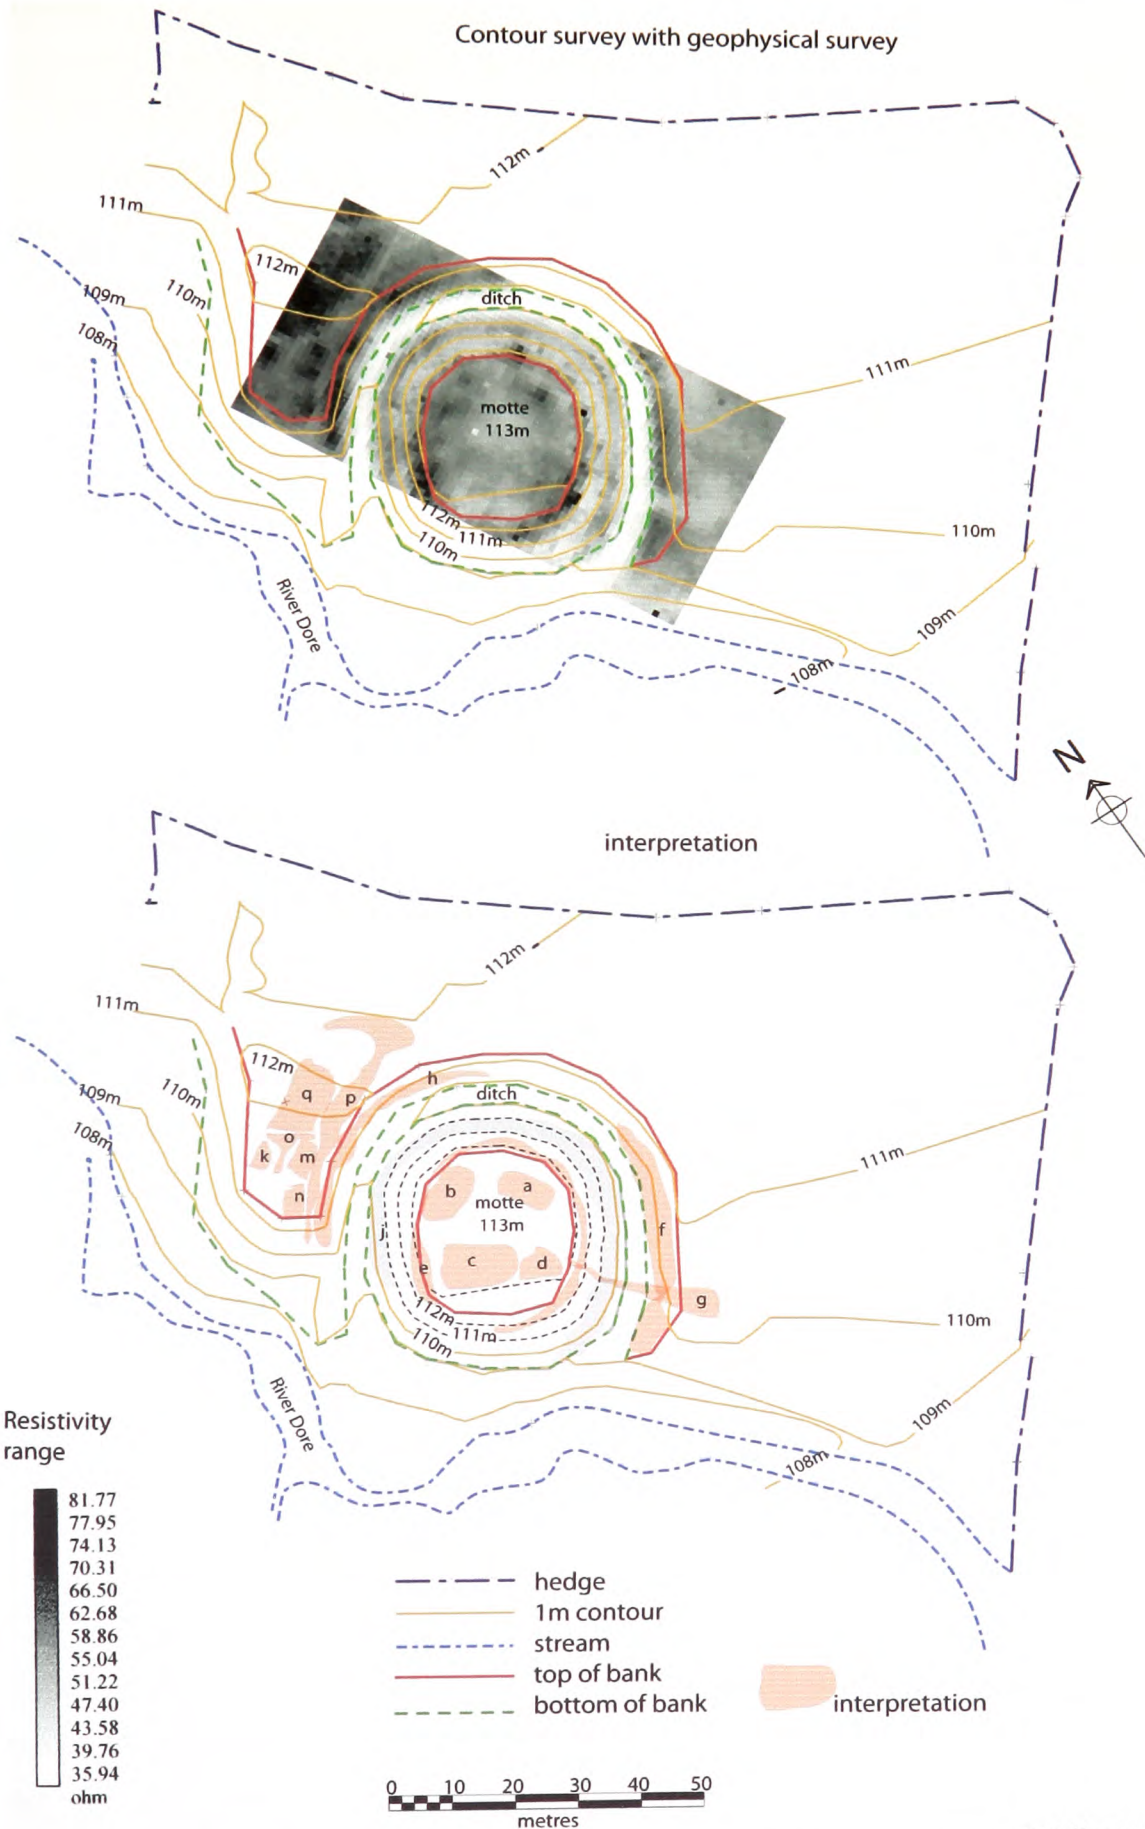 Contour survey with geophysical survey
112m
111m
112m
109m
110m
108m
ditch
111m
motte
113m
112m
111m
110m
110m
River Dore
109m
108m
N
interpretation
112m
111m
112m
h
109m
110m
q
p
ditch
108m
o
k
m
111m
n
b
a
motte
113m
f
j
c
d
e
g
112m
111m
110m
110m
River Dore
109m
108m
Resistivity
range
81.77
77.95
74.13
70.31
66.50
62.68
58.86
55.04
51.22
47.40
43.58
39.76
35.94
ohm
hedge
1m contour
stream
top of bank
bottom of bank
interpretation
0 10 20 30 40 50
metres